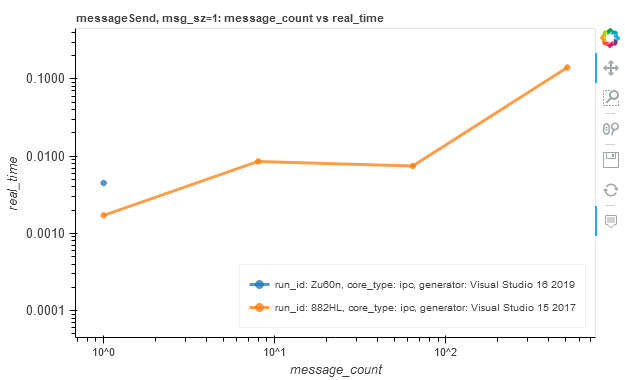 messageSend, msg_sz=1: message_count vs real_time
real_time
0.1000
0.0100
0.0010
0.0001
run_id: Zu60n, core_type: ipc, generator: Visual Studio 16 2019
run_id: 882HL, core_type: ipc, generator: Visual Studio 15 2017
10^0
10^1
10^2
message_count